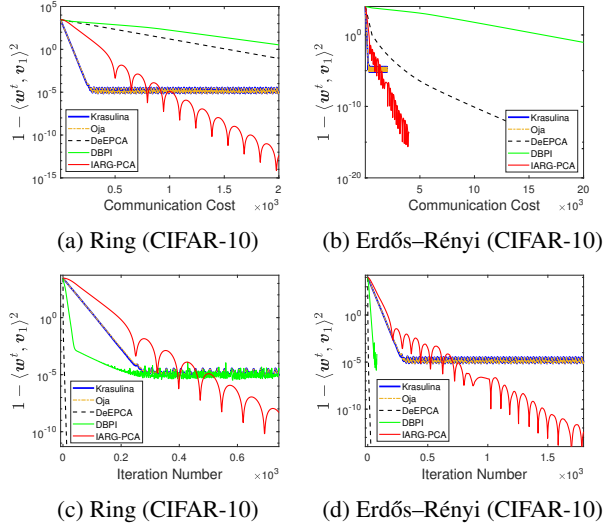 10^5
10^0
10^-5
10^-10
10^-15
1 − ⟨w^t, v_1⟩^2
Krasulina
Oja
DeEPCA
DBPI
IARG-PCA
0.5 1 1.5 2
Communication Cost ×10^3
(a) Ring (CIFAR-10)
10^0
10^-10
10^-20
1 − ⟨w^t, v_1⟩^2
Krasulina
Oja
DeEPCA
DBPI
IARG-PCA
0 5 10 15 20
Communication Cost ×10^3
(b) Erdős–Rényi (CIFAR-10)
10^0
10^-5
10^-10
1 − ⟨w^t, v_1⟩^2
Krasulina
Oja
DeEPCA
DBPI
IARG-PCA
0 0.2 0.4 0.6
Iteration Number ×10^3
(c) Ring (CIFAR-10)
10^0
10^-5
10^-10
1 − ⟨w^t, v_1⟩^2
Krasulina
Oja
DeEPCA
DBPI
IARG-PCA
0 0.5 1 1.5
Iteration Number ×10^3
(d) Erdős–Rényi (CIFAR-10)